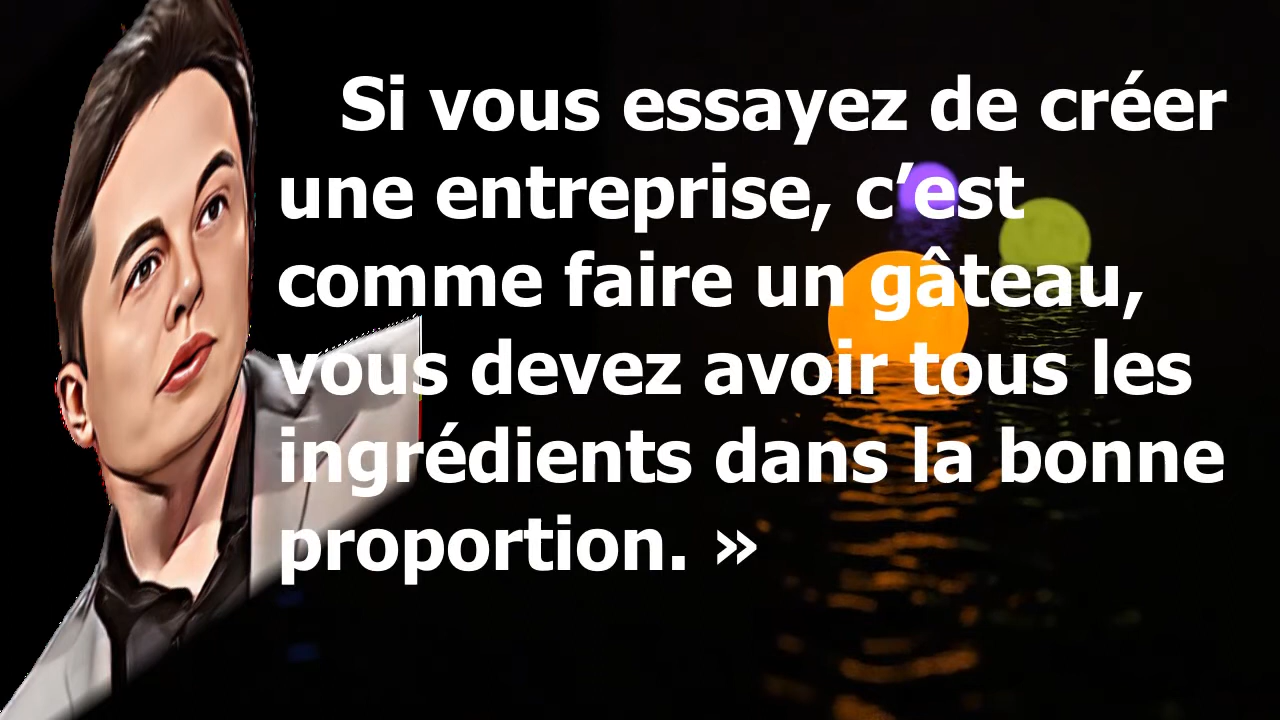 Si vous essayez de créer
une entreprise, c’est
comme faire un gâteau,
vous devez avoir tous les
ingrédients dans la bonne
proportion. »